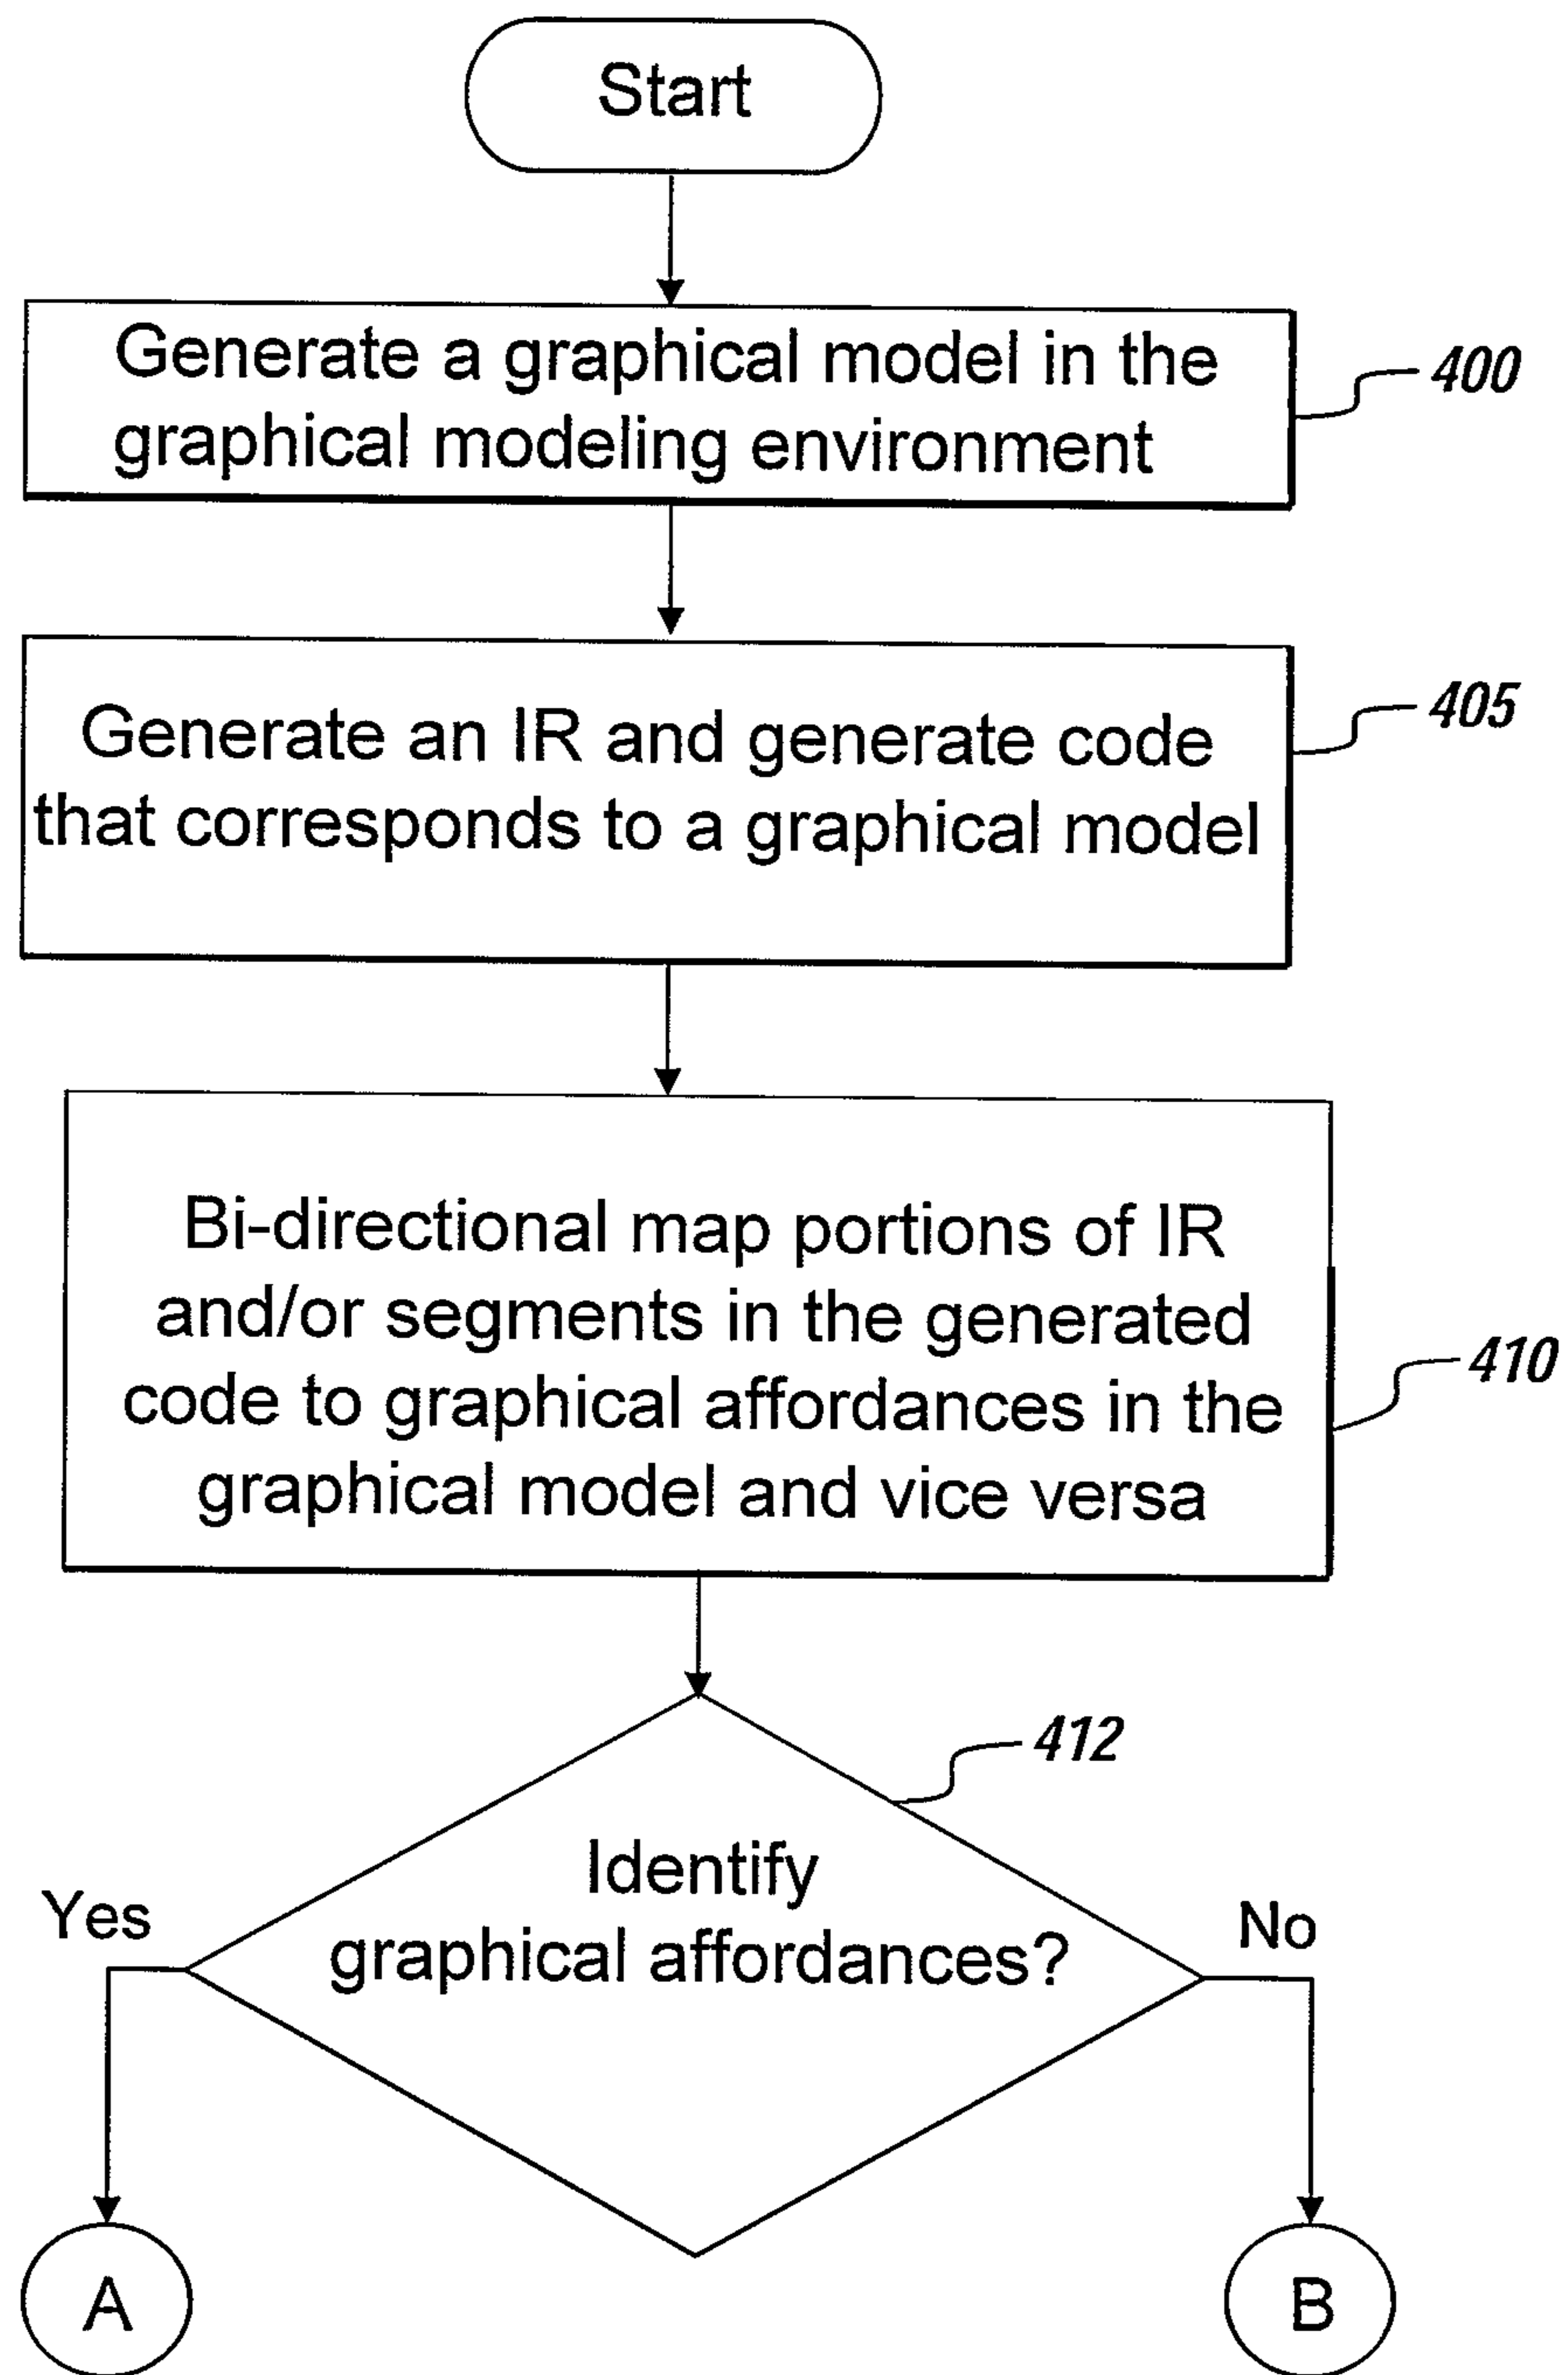 Start
Generate a graphical model in the
graphical modeling environment
400
Generate an IR and generate code
that corresponds to a graphical model
405
Bi-directional map portions of IR
and/or segments in the generated
code to graphical affordances in the
graphical model and vice versa
410
412
Identify
graphical affordances?
Yes
No
A
B